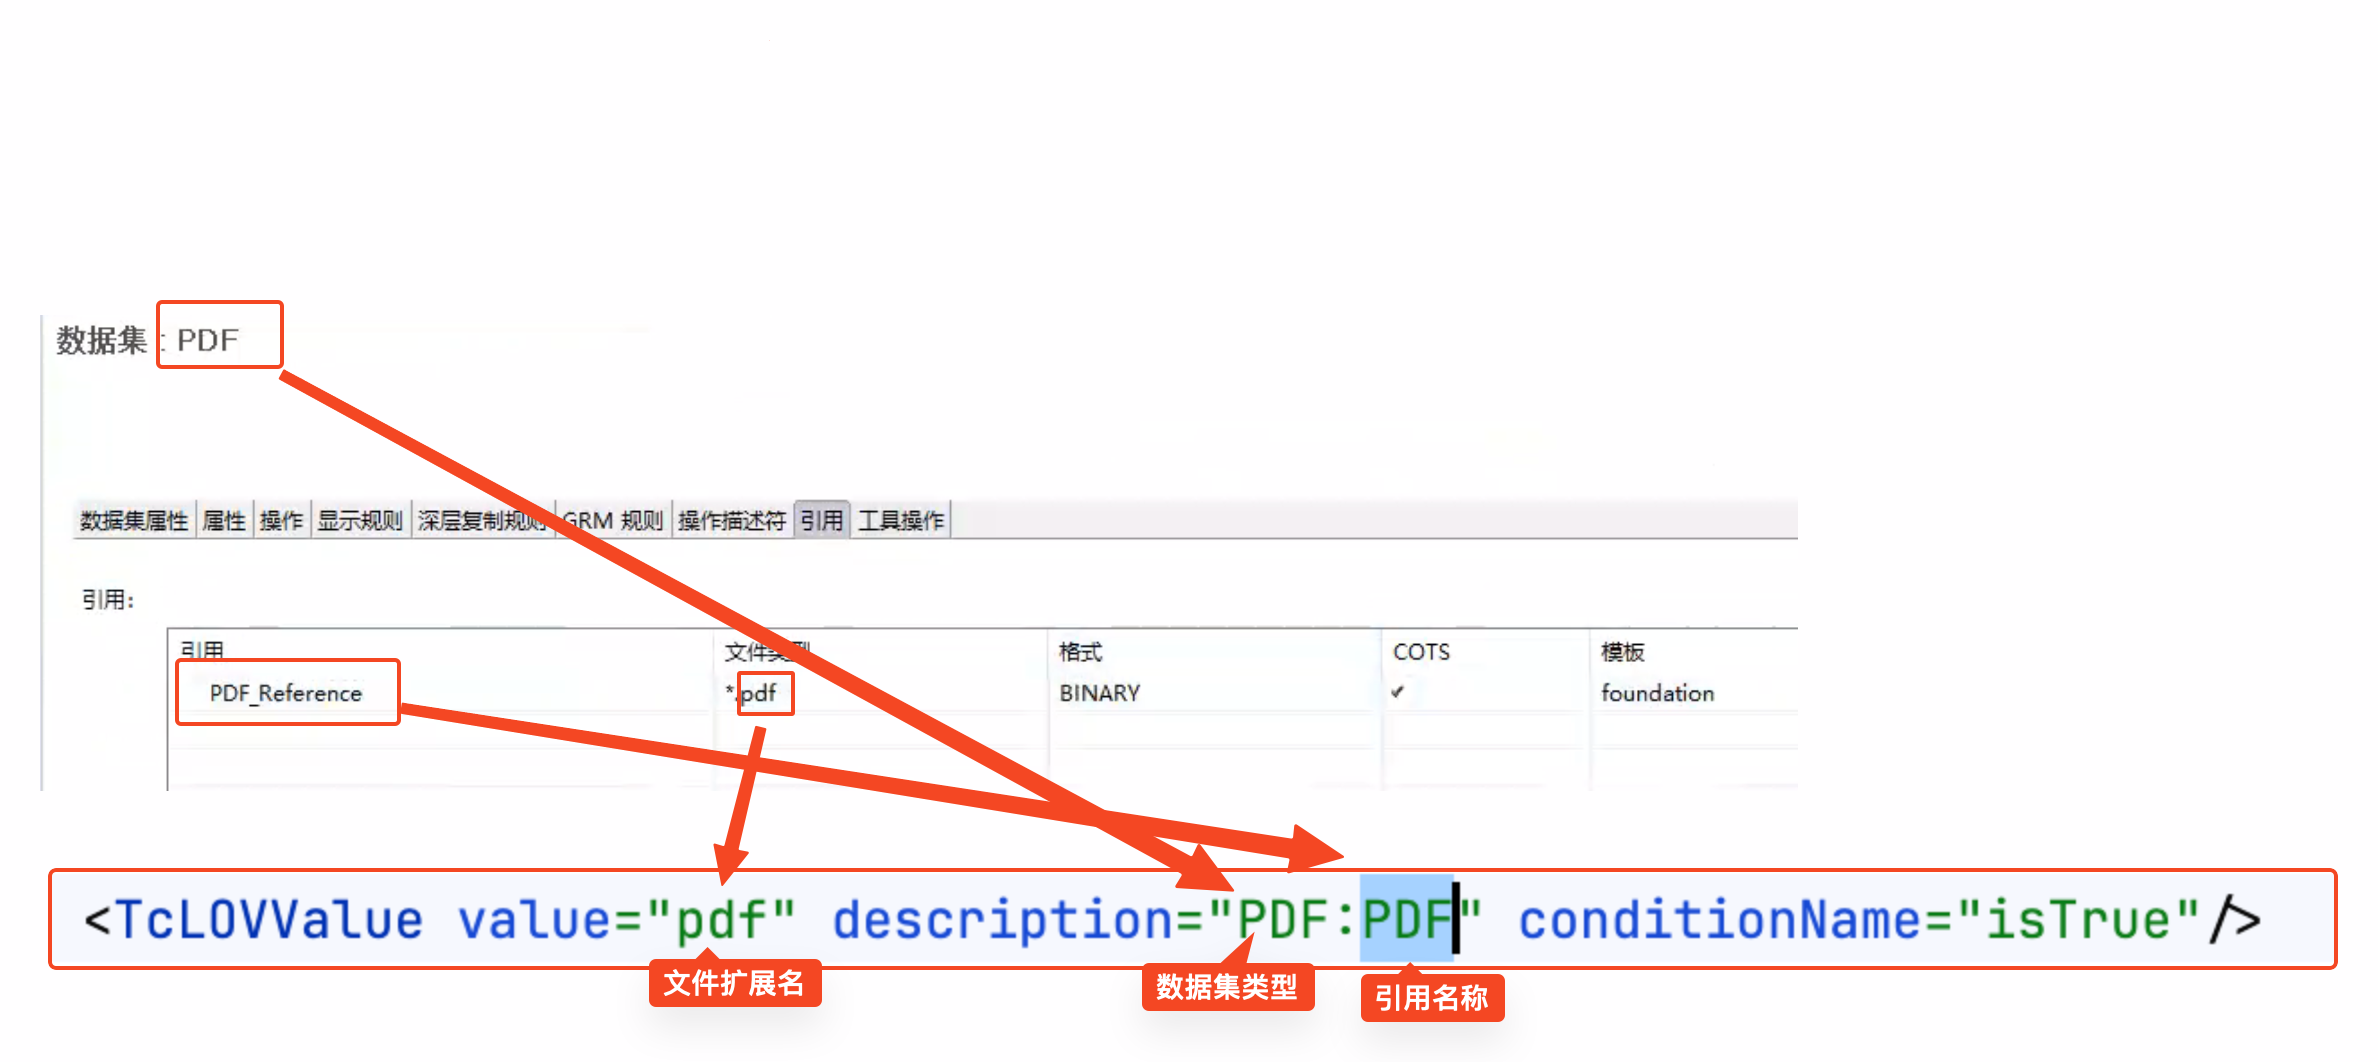 数据集 : PDF
数据集属性 属性 操作 显示规则 深层复制规则 GRM 规则 操作描述符 引用 工具操作
引用:
引用 文件类型 格式 COTS 模板
PDF_Reference *.pdf BINARY ✔ foundation
<TcLOVValue value="pdf" description="PDF:PDF" conditionName="isTrue"/>
文件扩展名 数据集类型 引用名称